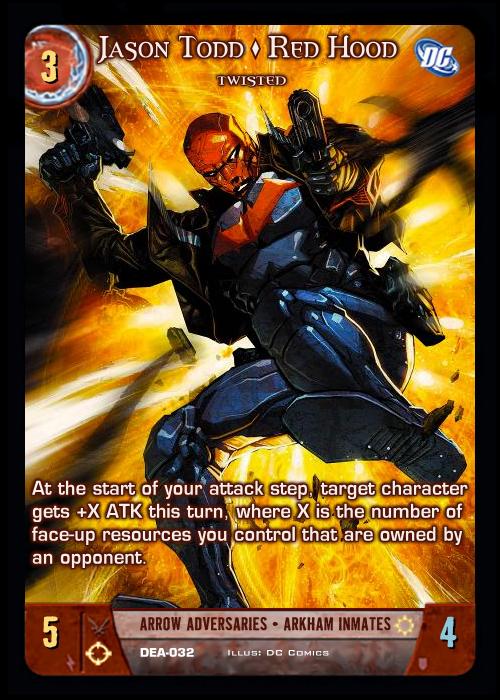 3
JASON TODD ♦ RED HOOD
DC
TWISTED
At the start of your attack step, target character
gets +X ATK this turn, where X is the number of
face-up resources you control that are owned by
an opponent.
5
ARROW ADVERSARIES • ARKHAM INMATES
4
DEA-032 ILLUS: DC COMICS